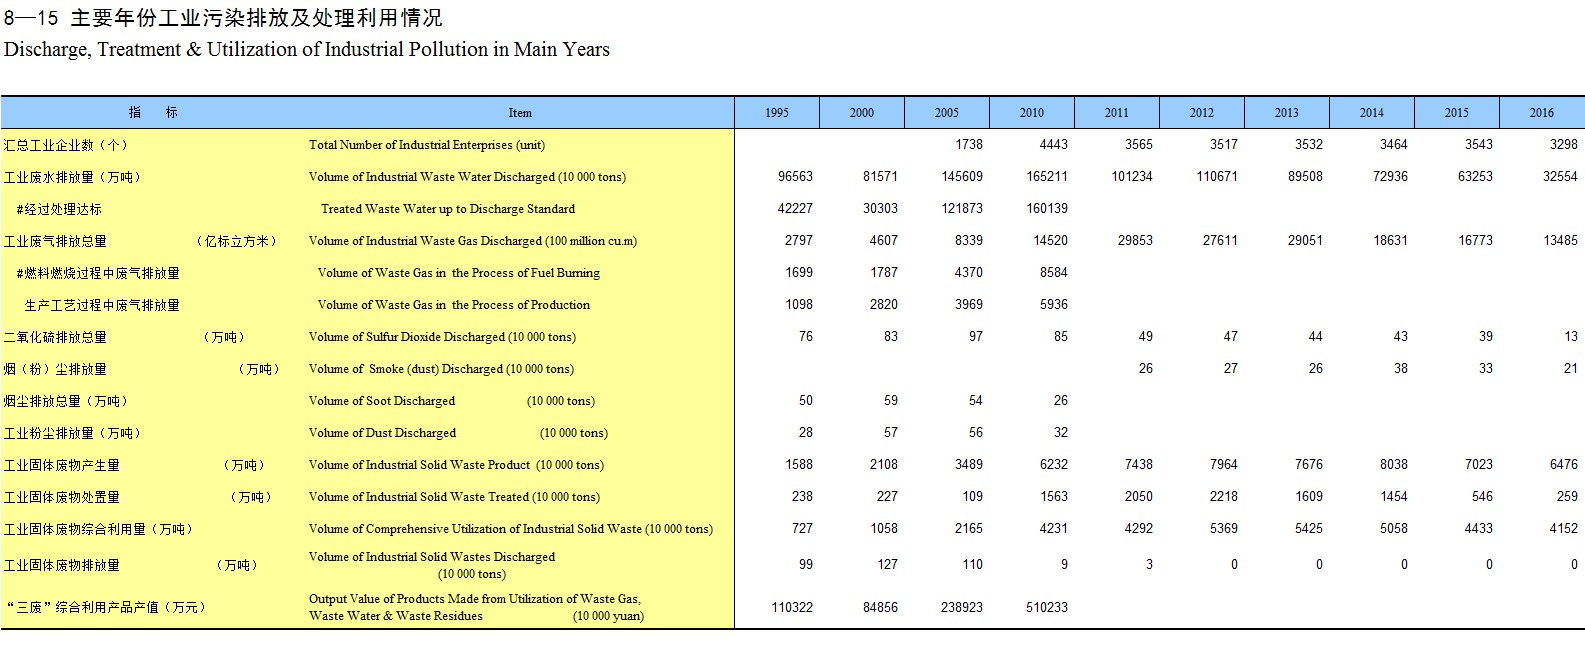 8—15 主要年份工业污染排放及处理利用情况
Discharge, Treatment & Utilization of Industrial Pollution in Main Years
指 标 Item 1995 2000 2005 2010 2011 2012 2013 2014 2015 2016
汇总工业企业数（个） Total Number of Industrial Enterprises (unit) 1738 4443 3565 3517 3532 3464 3543 3298
工业废水排放量（万吨） Volume of Industrial Waste Water Discharged (10 000 tons) 96563 81571 145609 165211 101234 110671 89508 72936 63253 32554
#经过处理达标 Treated Waste Water up to Discharge Standard 42227 30303 121873 160139
工业废气排放总量 （亿标立方米） Volume of Industrial Waste Gas Discharged (100 million cu.m) 2797 4607 8339 14520 29853 27611 29051 18631 16773 13485
#燃料燃烧过程中废气排放量 Volume of Waste Gas in the Process of Fuel Burning 1699 1787 4370 8584
生产工艺过程中废气排放量 Volume of Waste Gas in the Process of Production 1098 2820 3969 5936
二氧化硫排放总量 （万吨） Volume of Sulfur Dioxide Discharged (10 000 tons) 76 83 97 85 49 47 44 43 39 13
烟（粉）尘排放量 （万吨） Volume of Smoke (dust) Discharged (10 000 tons) 26 27 26 38 33 21
烟尘排放总量（万吨） Volume of Soot Discharged (10 000 tons) 50 59 54 26
工业粉尘排放量（万吨） Volume of Dust Discharged (10 000 tons) 28 57 56 32
工业固体废物产生量 （万吨） Volume of Industrial Solid Waste Product (10 000 tons) 1588 2108 3489 6232 7438 7964 7676 8038 7023 6476
工业固体废物处置量 （万吨） Volume of Industrial Solid Waste Treated (10 000 tons) 238 227 109 1563 2050 2218 1609 1454 546 259
工业固体废物综合利用量（万吨） Volume of Comprehensive Utilization of Industrial Solid Waste (10 000 tons) 727 1058 2165 4231 4292 5369 5425 5058 4433 4152
工业固体废物排放量 （万吨） Volume of Industrial Solid Wastes Discharged 99 127 110 9 3 0 0 0 0 0
(10 000 tons)
“三废”综合利用产品产值（万元） Output Value of Products Made from Utilization of Waste Gas, 110322 84856 238923 510233
Waste Water & Waste Residues (10 000 yuan)